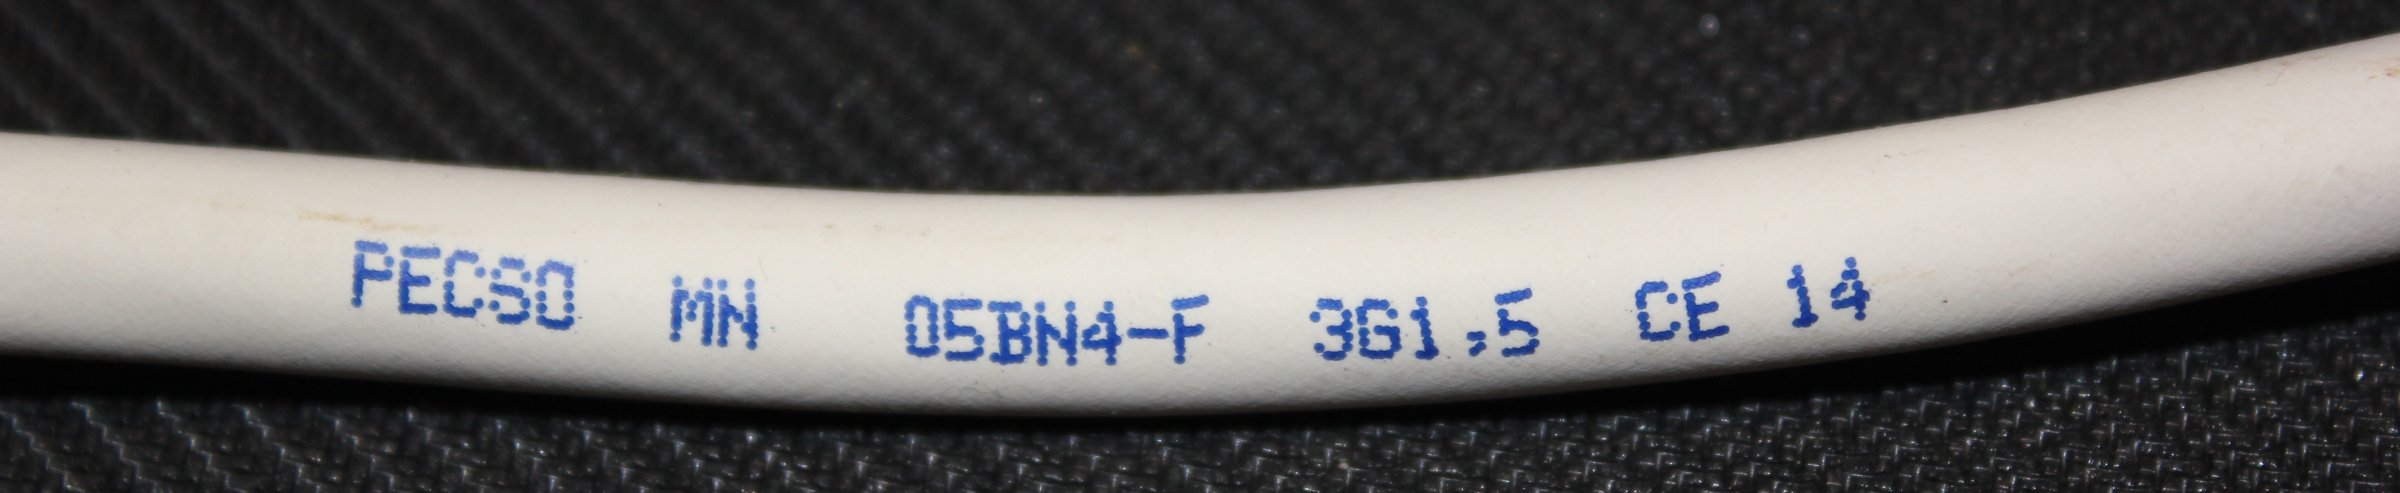 PECSO MN 05BN4-F 3G1,5 CE 14